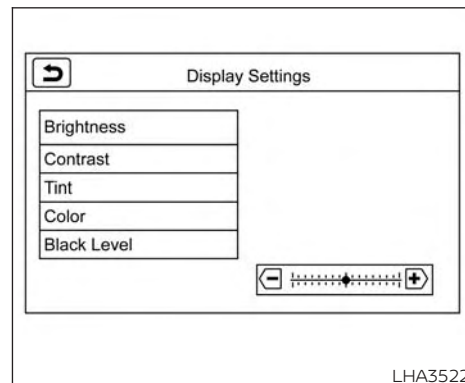 Display Settings
Brightness
Contrast
Tint
Color
Black Level
LHA3522